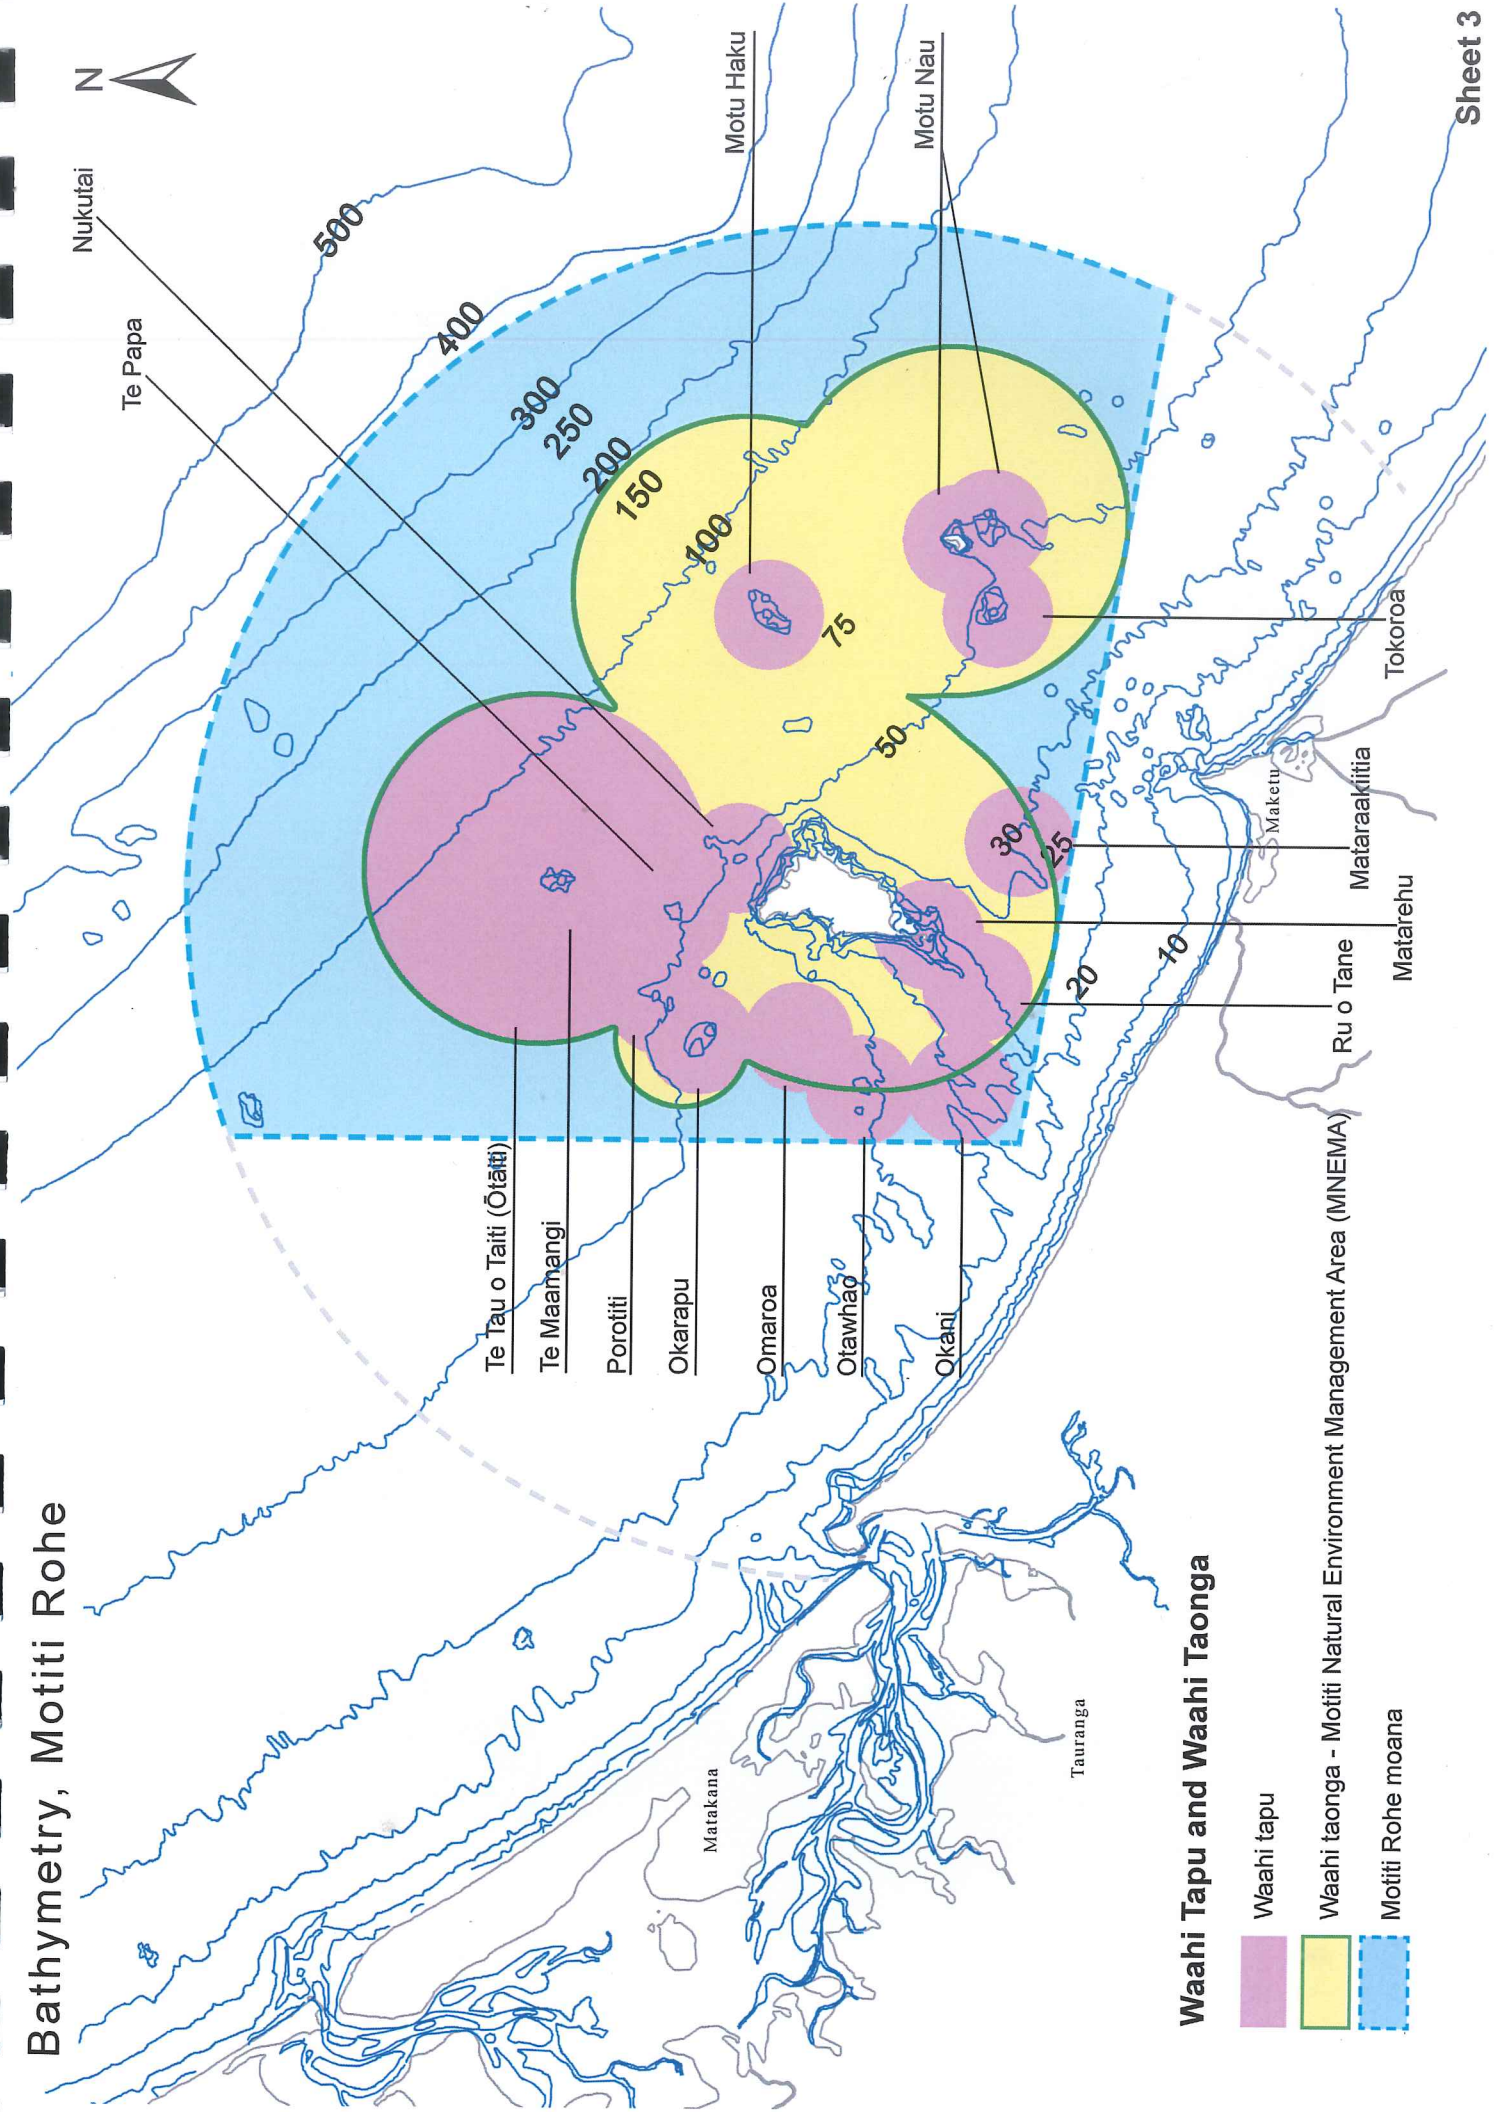 Bathymetry, Motiti Rohe
N
Nukutai
Te Papa
Motu Haku
Motu Nau
500
400
300
250
200
150
100
75
50
30
25
20
10
Te Tau o Taiti (Ōtaiti)
Te Maamangi
Porotiti
Okarapu
Omaroa
Otawhao
Okani
Tokoroa
Mataraakiitia
Matarehu
Ru o Tane
Maketu
Matakana
Tauranga
Waahi Tapu and Waahi Taonga
Waahi tapu
Waahi taonga - Motiti Natural Environment Management Area (MNEMA)
Motiti Rohe moana
Sheet 3